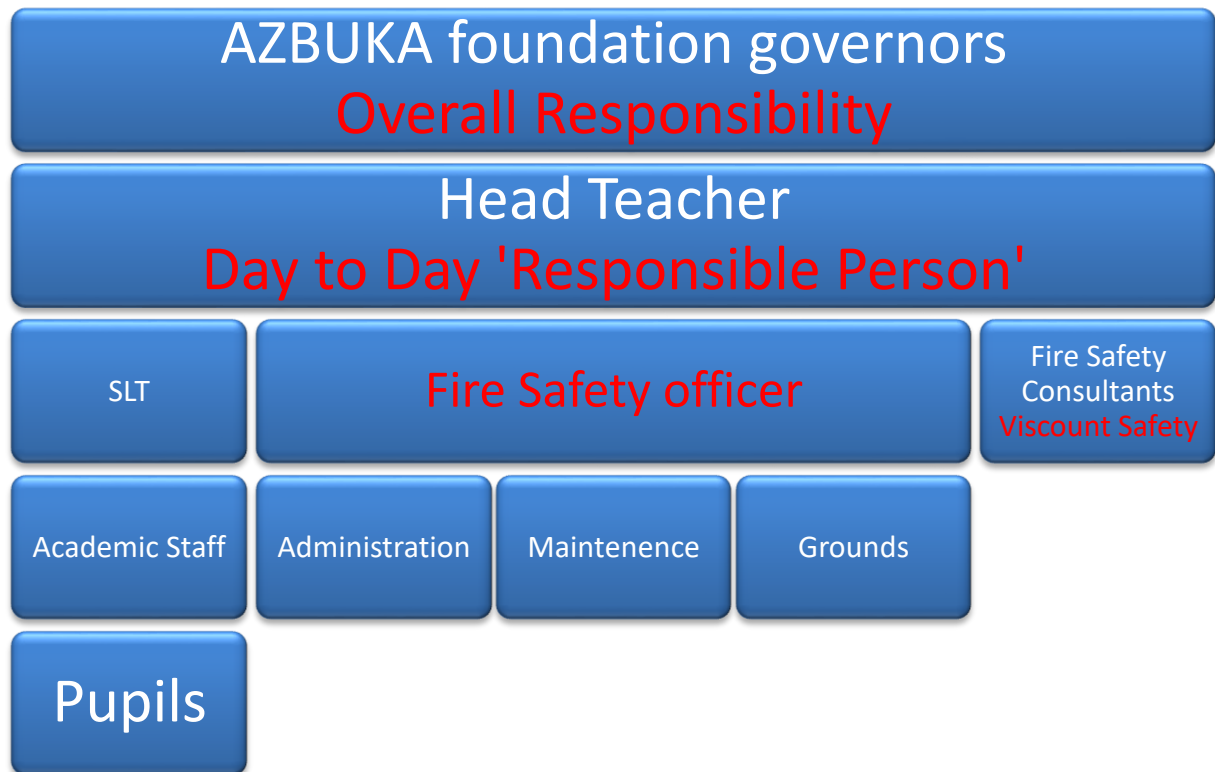 AZBUKA foundation governors
Overall Responsibility
Head Teacher
Day to Day 'Responsible Person'
SLT
Fire Safety officer
Fire Safety
Consultants
Viscount Safety
Academic Staff
Administration
Maintenence
Grounds
Pupils